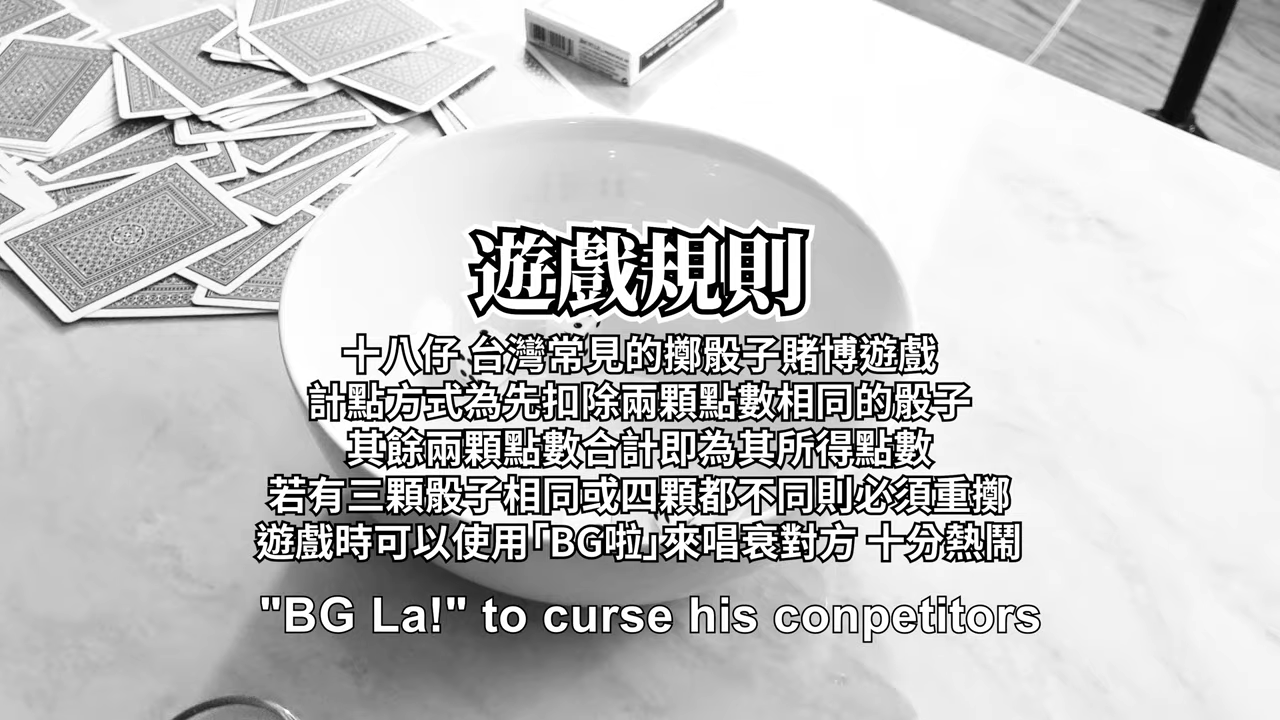 遊戲規則
十八仔 台灣常見的擲骰子賭博遊戲
計點方式為先扣除兩顆點數相同的骰子
其餘兩顆點數合計即為其所得點數
若有三顆骰子相同或四顆都不同則必須重擲
遊戲時可以使用「BG啦」來唱衰對方 十分熱鬧
"BG La!" to curse his conpetitors